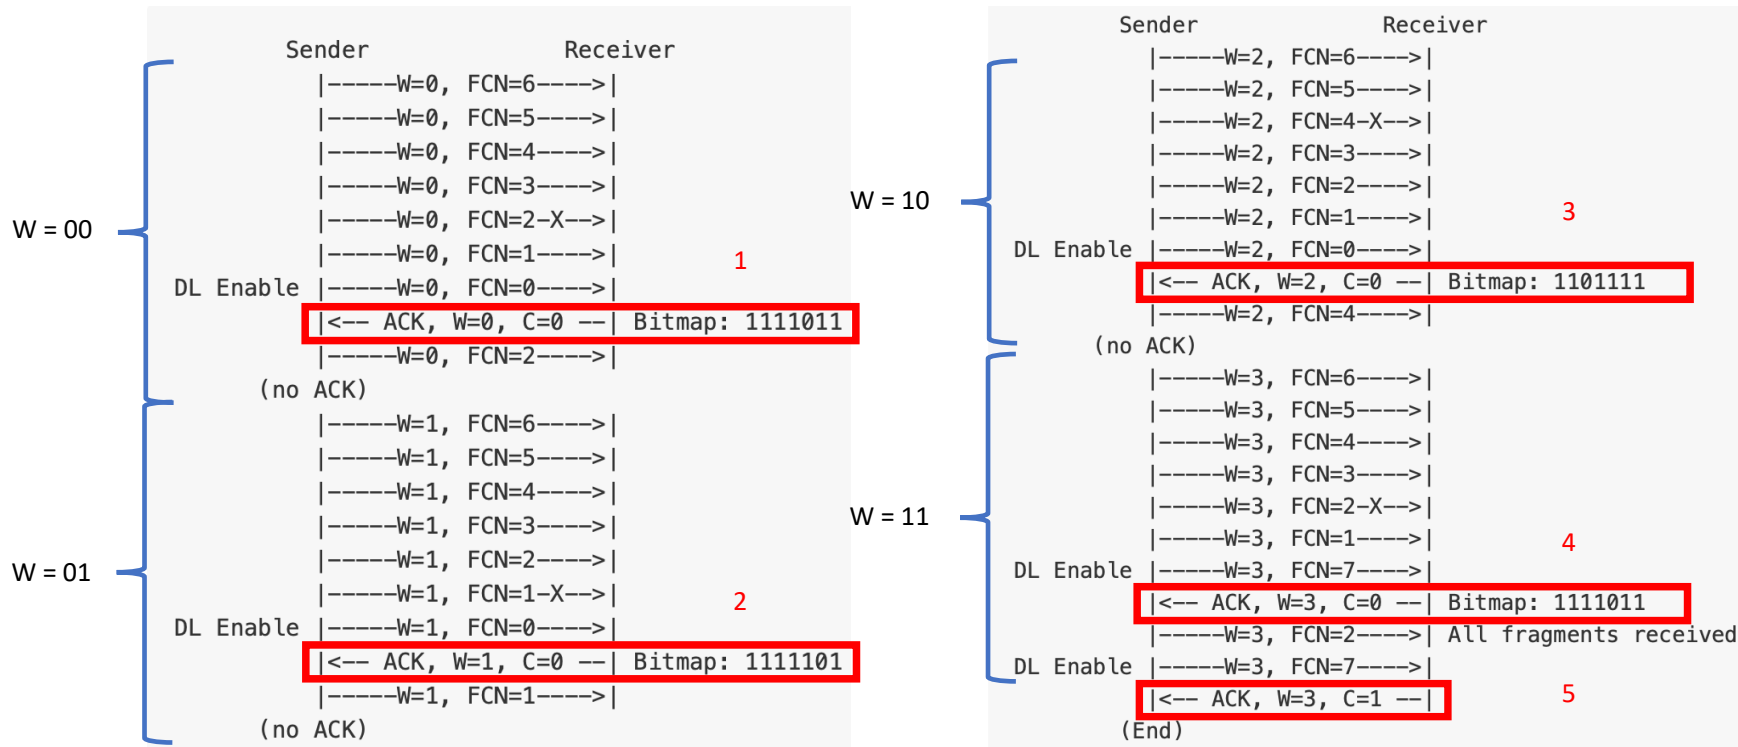 Sender Receiver
|-----W=0, FCN=6---->|
|-----W=0, FCN=5---->|
|-----W=0, FCN=4---->|
|-----W=0, FCN=3---->|
|-----W=0, FCN=2-X-->|
W = 00
|-----W=0, FCN=1---->|
1
DL Enable |-----W=0, FCN=0---->|
|<-- ACK, W=0, C=0 --| Bitmap: 1111011
|-----W=0, FCN=2---->|
(no ACK)
|-----W=1, FCN=6---->|
|-----W=1, FCN=5---->|
|-----W=1, FCN=4---->|
|-----W=1, FCN=3---->|
|-----W=1, FCN=2---->|
W = 01
|-----W=1, FCN=1-X-->|
2
DL Enable |-----W=1, FCN=0---->|
|<-- ACK, W=1, C=0 --| Bitmap: 1111101
|-----W=1, FCN=1---->|
(no ACK)
Sender Receiver
|-----W=2, FCN=6---->|
|-----W=2, FCN=5---->|
|-----W=2, FCN=4-X-->|
|-----W=2, FCN=3---->|
|-----W=2, FCN=2---->|
W = 10
|-----W=2, FCN=1---->|
3
DL Enable |-----W=2, FCN=0---->|
|<-- ACK, W=2, C=0 --| Bitmap: 1101111
|-----W=2, FCN=4---->|
(no ACK)
|-----W=3, FCN=6---->|
|-----W=3, FCN=5---->|
|-----W=3, FCN=4---->|
|-----W=3, FCN=3---->|
|-----W=3, FCN=2-X-->|
W = 11
|-----W=3, FCN=1---->|
4
DL Enable |-----W=3, FCN=7---->|
|<-- ACK, W=3, C=0 --| Bitmap: 1111011
|-----W=3, FCN=2---->| All fragments received
DL Enable |-----W=3, FCN=7---->|
|<-- ACK, W=3, C=1 --|
5
(End)